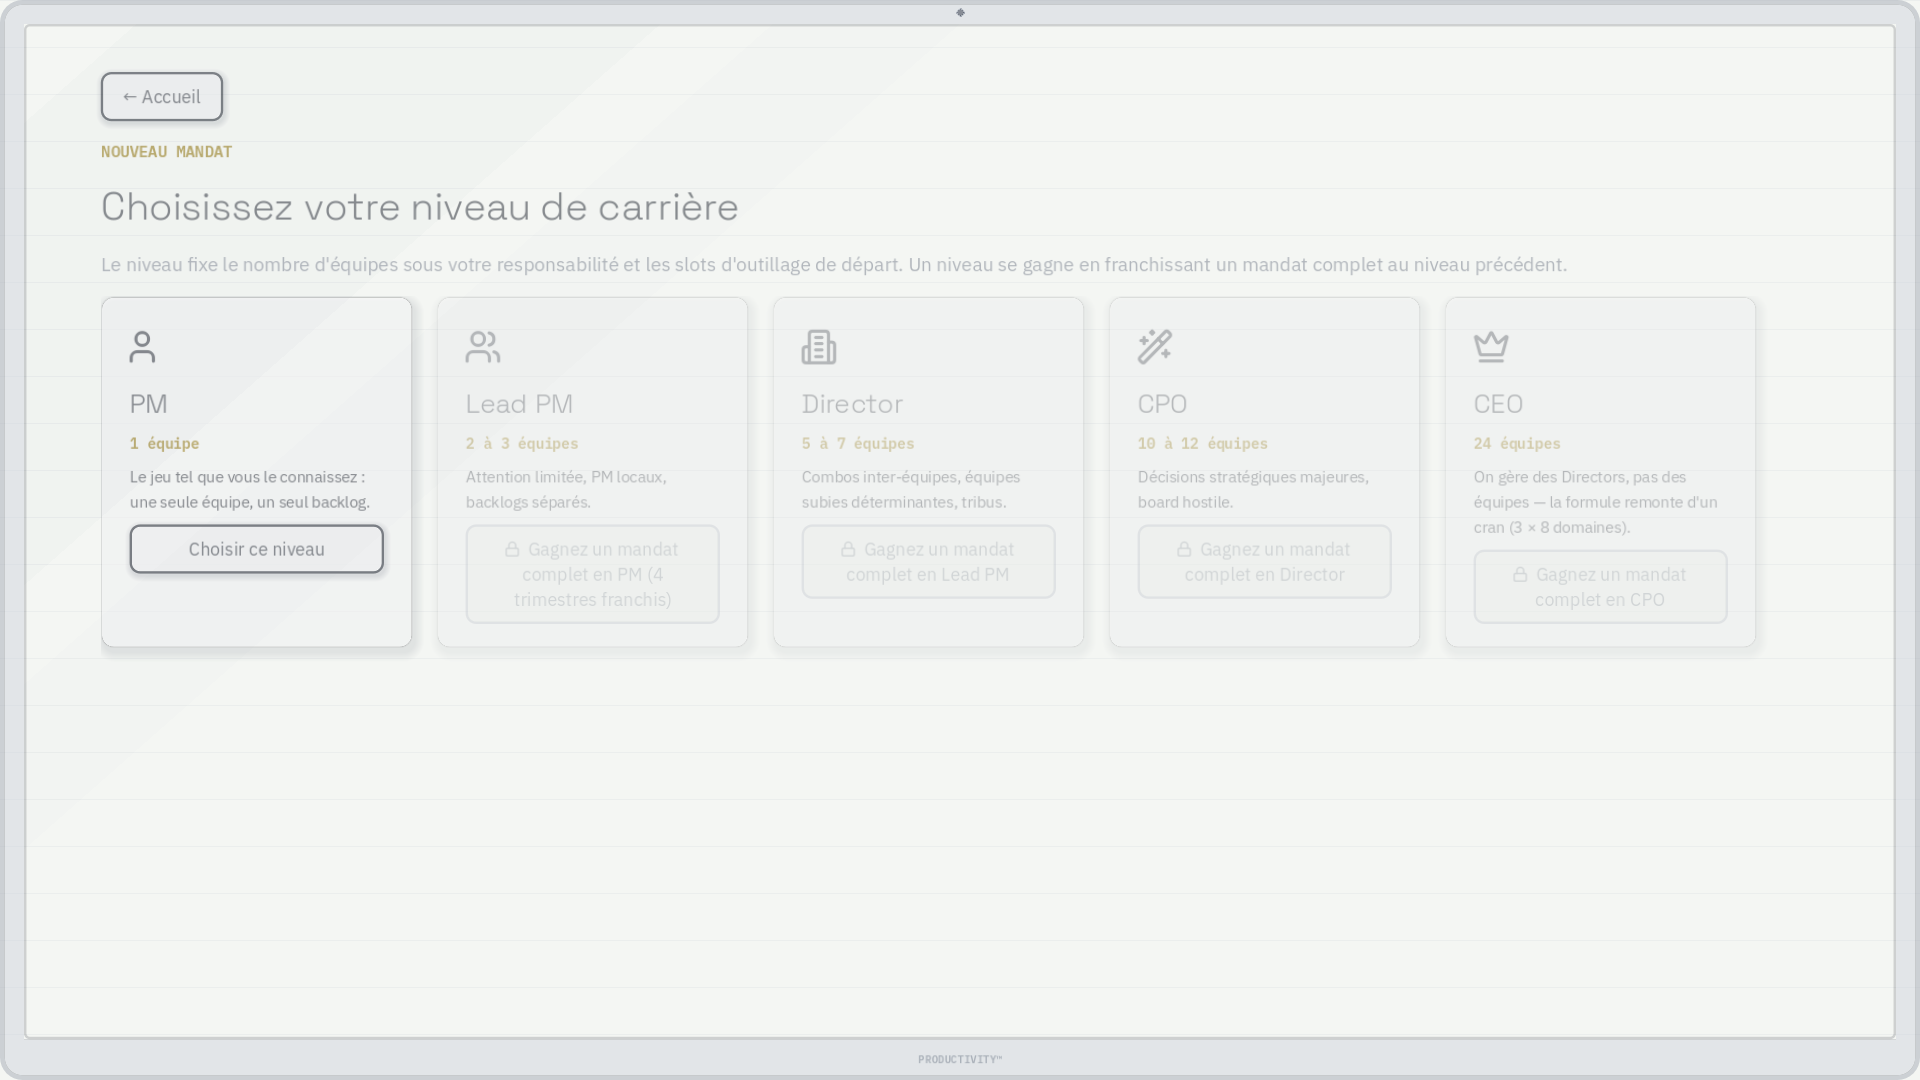 ← Accueil
NOUVEAU MANDAT
Choisissez votre niveau de carrière
Le niveau fixe le nombre d'équipes sous votre responsabilité et les slots d'outillage de départ. Un niveau se gagne en franchissant un mandat complet au niveau précédent.
PM
1 équipe
Le jeu tel que vous le connaissez :
une seule équipe, un seul backlog.
Choisir ce niveau
Lead PM
2 à 3 équipes
Attention limitée, PM locaux,
backlogs séparés.
Gagnez un mandat
complet en PM (4
trimestres franchis)
Director
5 à 7 équipes
Combos inter-équipes, équipes
subies déterminantes, tribus.
Gagnez un mandat
complet en Lead PM
CPO
10 à 12 équipes
Décisions stratégiques majeures,
board hostile.
Gagnez un mandat
complet en Director
CEO
24 équipes
On gère des Directors, pas des
équipes — la formule remonte d'un
cran (3 × 8 domaines).
Gagnez un mandat
complet en CPO
PRODUCTIVITY™